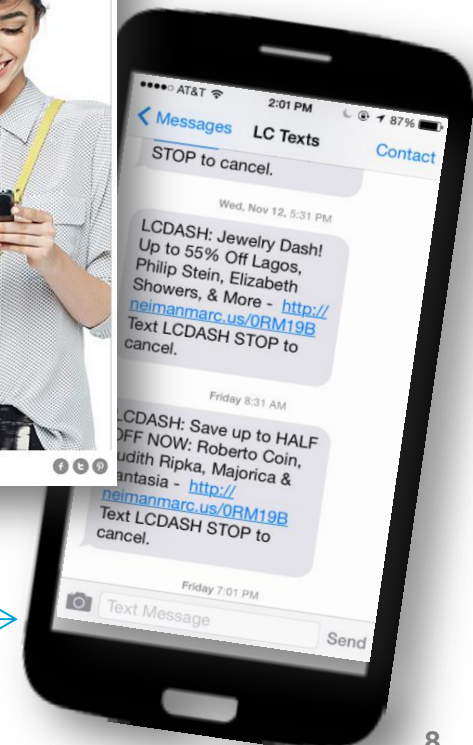 AT&T
2:01 PM
87%
Messages
LC Texts
Contact
STOP to cancel.
Wed, Nov 12, 5:31 PM
LCDASH: Jewelry Dash!
Up to 55% Off Lagos,
Philip Stein, Elizabeth
Showers, & More - http://
neimanmarc.us/0RM19B
Text LCDASH STOP to
cancel.
Friday 8:31 AM
CDASH: Save up to HALF
OFF NOW: Roberto Coin,
udith Ripka, Majorica &
antasia - http://
neimanmarc.us/0RM19B
Text LCDASH STOP to
cancel.
Friday 7:01 PM
Text Message
Send
8